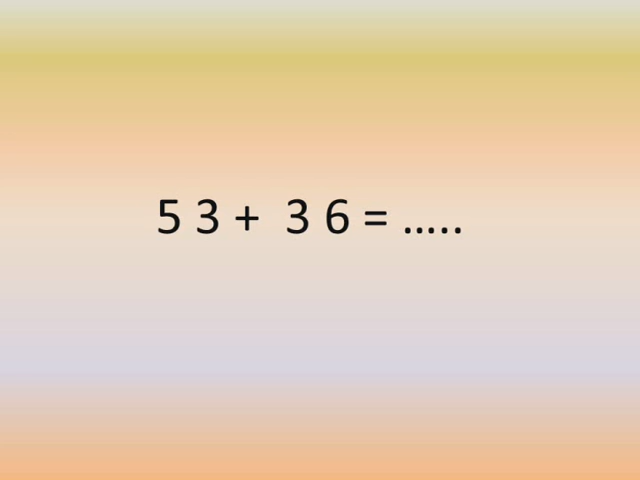 5 3 +  3 6 = …..